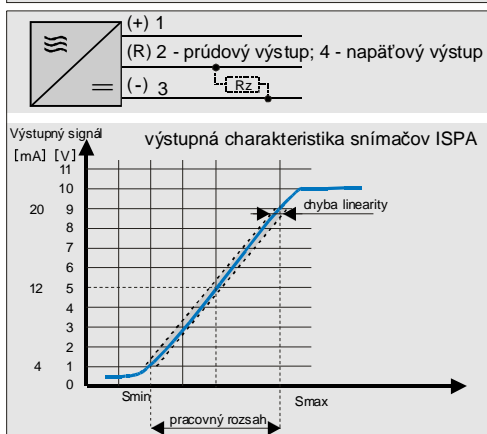 (+) 1
(R) 2 - prúdový výstup; 4 - napäťový výstup
Rz
(-) 3
Výstupný signál
výstupná charakteristika snímačov ISPA
[mA] [V]
11
10
20 9
chyba linearity
8
7
6
12 5
4
3
2
4 1
0
Smin
Smax
pracovný rozsah